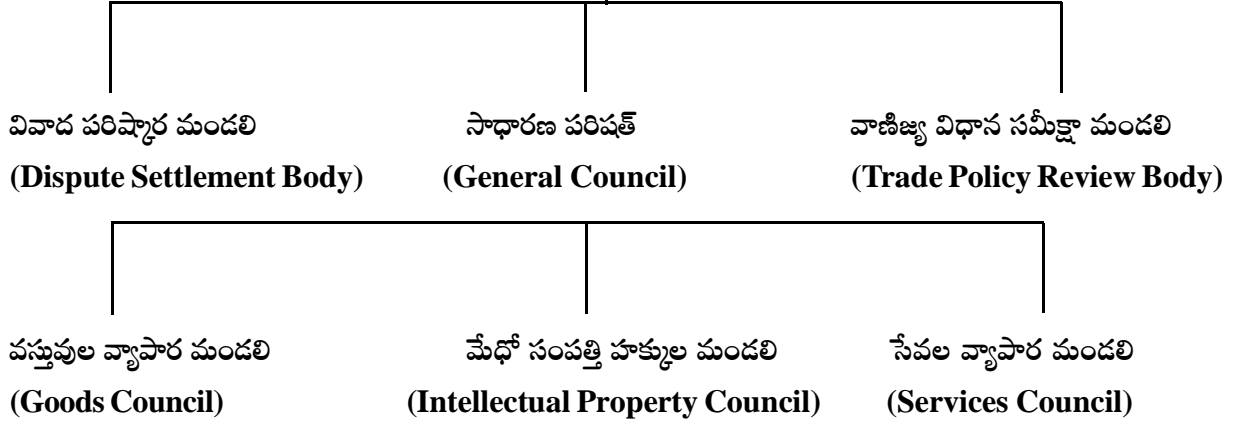 వివాద పరిష్కార మండలి సాధారణ పరిషత్ వాణిజ్య విధాన సమీక్షా మండలి
(Dispute Settlement Body) (General Council) (Trade Policy Review Body)
వస్తువుల వ్యాపార మండలి మేధో సంపత్తి హక్కుల మండలి సేవల వ్యాపార మండలి
(Goods Council) (Intellectual Property Council) (Services Council)